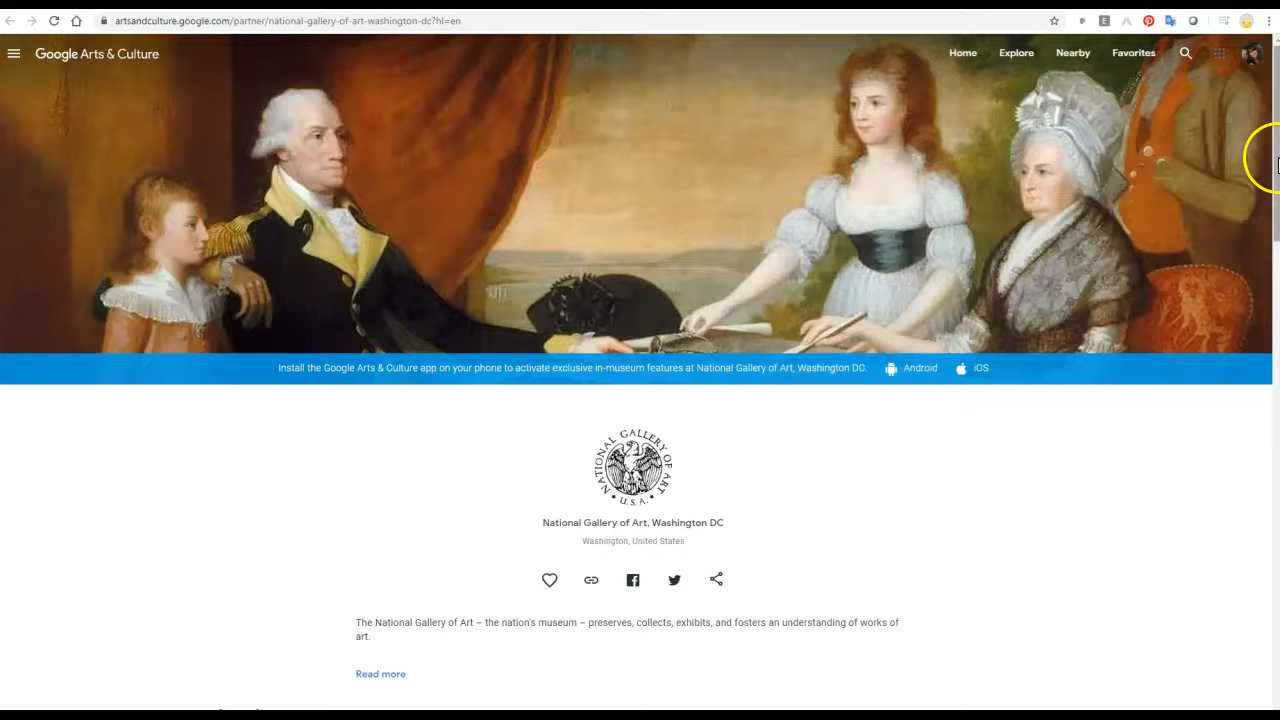 artsandculture.google.com/partner/national-gallery-of-art-washington-dc?hl=en
Google Arts & Culture
Home Explore Nearby Favorites
Install the Google Arts & Culture app on your phone to activate exclusive in-museum features at National Gallery of Art, Washington DC. Android iOS
NATIONAL GALLERY OF ART
U.S.A.
National Gallery of Art, Washington DC
Washington, United States
The National Gallery of Art – the nation's museum – preserves, collects, exhibits, and fosters an understanding of works of
art.
Read more